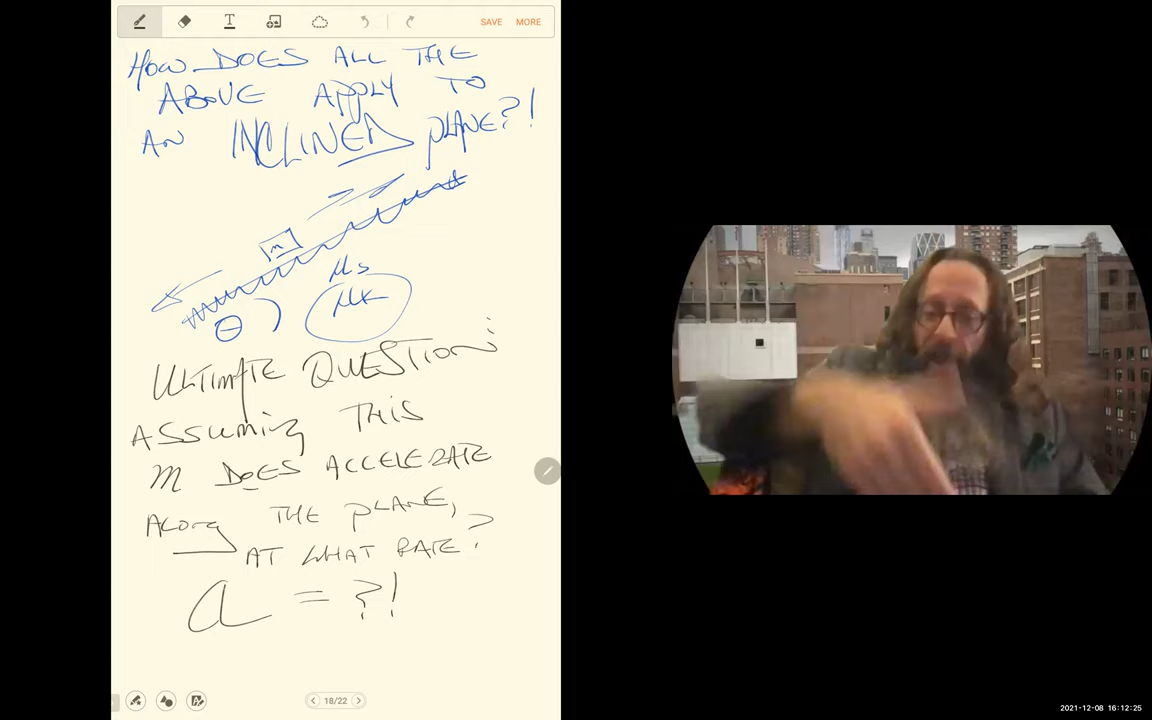 SAVE MORE
HOW DOES ALL THE
ABOVE APPLY TO
AN INCLINED PLANE?!
m
μs
μk
θ
ULTIMATE QUESTION:
ASSUMING THIS
m DOES ACCELERATE
ALONG THE PLANE,
AT WHAT RATE?
a = ?!
18/22
2021-12-08 16:12:25